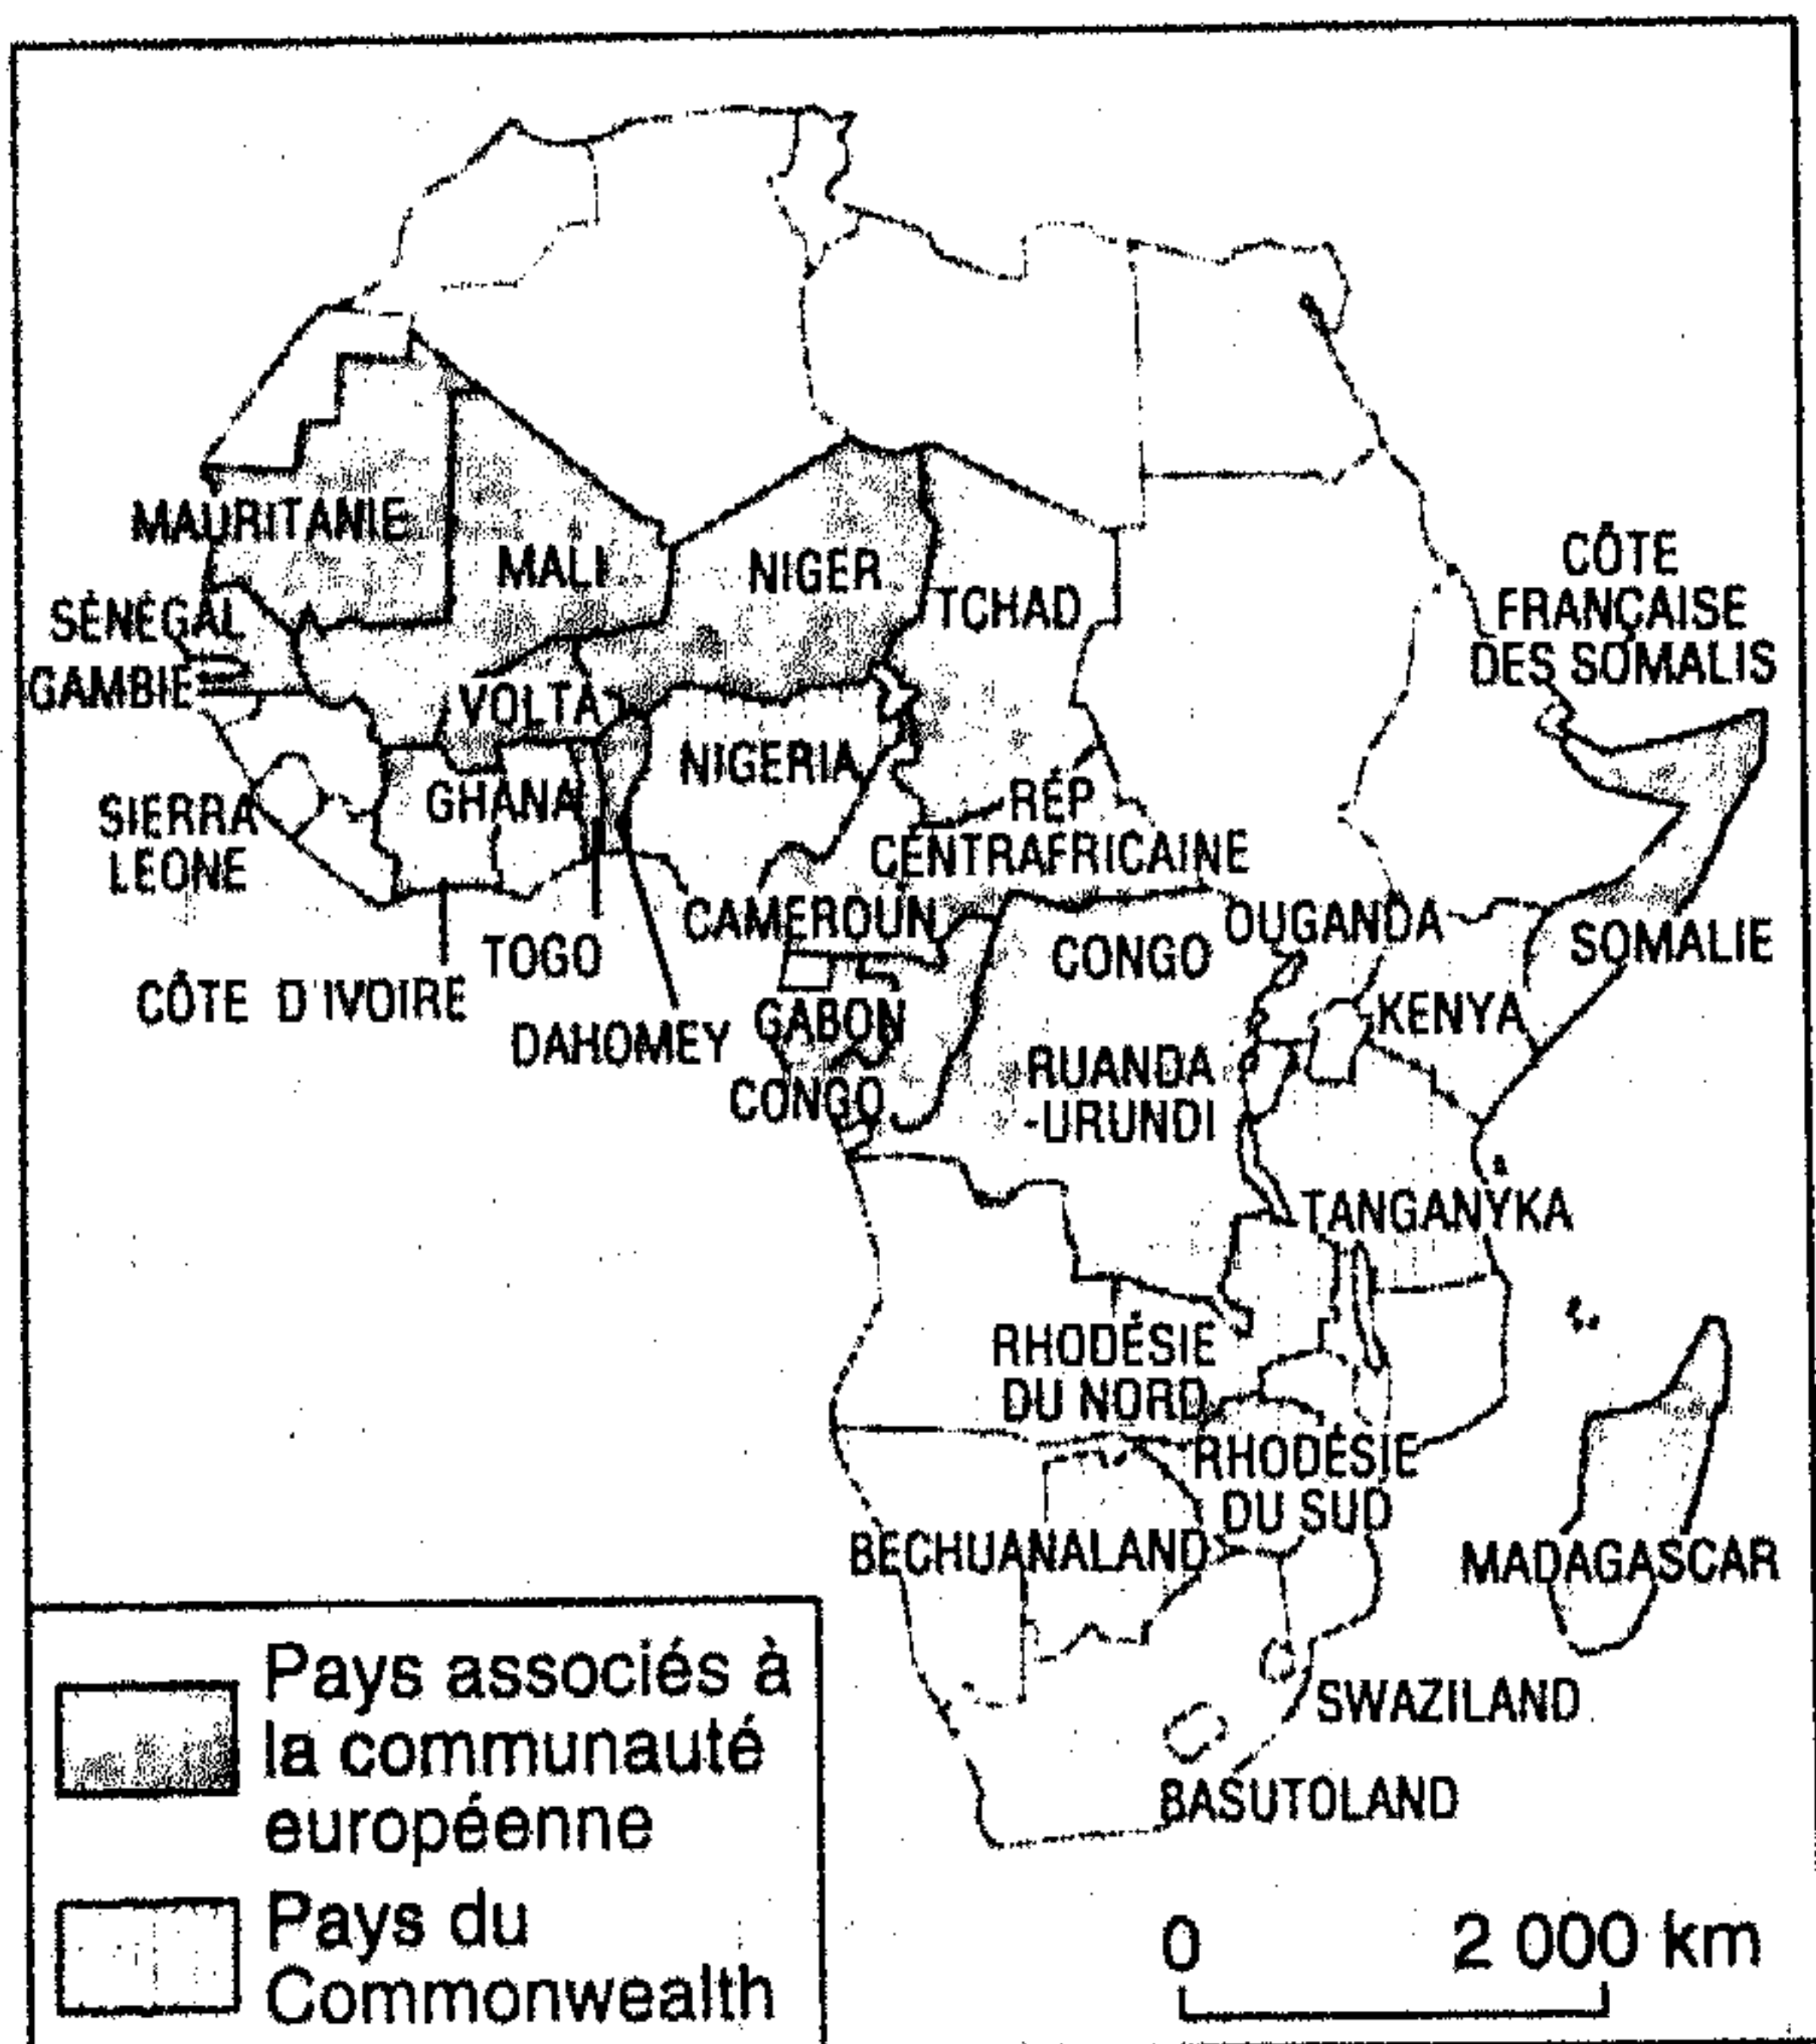 MAURITANIE
MALI
NIGER
TCHAD
CÔTE
FRANÇAISE
DES SOMALIS
SÉNÉGAL
GAMBIE
VOLTA
NIGERIA
GHANA
SIERRA
LEONE
RÉP
CENTRAFRICAINE
CAMEROUN
OUGANDA
SOMALIE
CONGO
TOGO
CÔTE D'IVOIRE
DAHOMEY
GABON
KENYA
CONGO
RUANDA
-URUNDI
TANGANYKA
RHODÉSIE
DU NORD
RHODÉSIE
DU SUD
BECHUANALAND
MADAGASCAR
SWAZILAND
BASUTOLAND
Pays associés à
la communauté
européenne
Pays du
Commonwealth
0 2 000 km